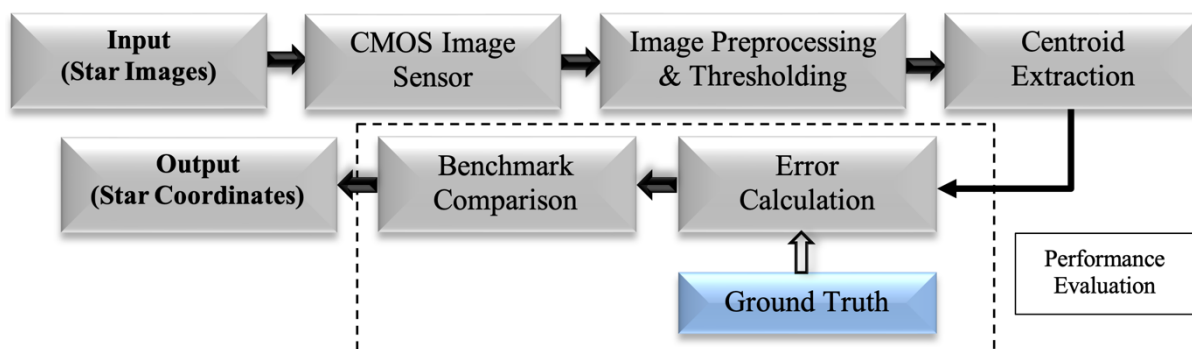 Input
(Star Images)
CMOS Image
Sensor
Image Preprocessing
& Thresholding
Centroid
Extraction
Output
(Star Coordinates)
Benchmark
Comparison
Error
Calculation
Ground Truth
Performance
Evaluation